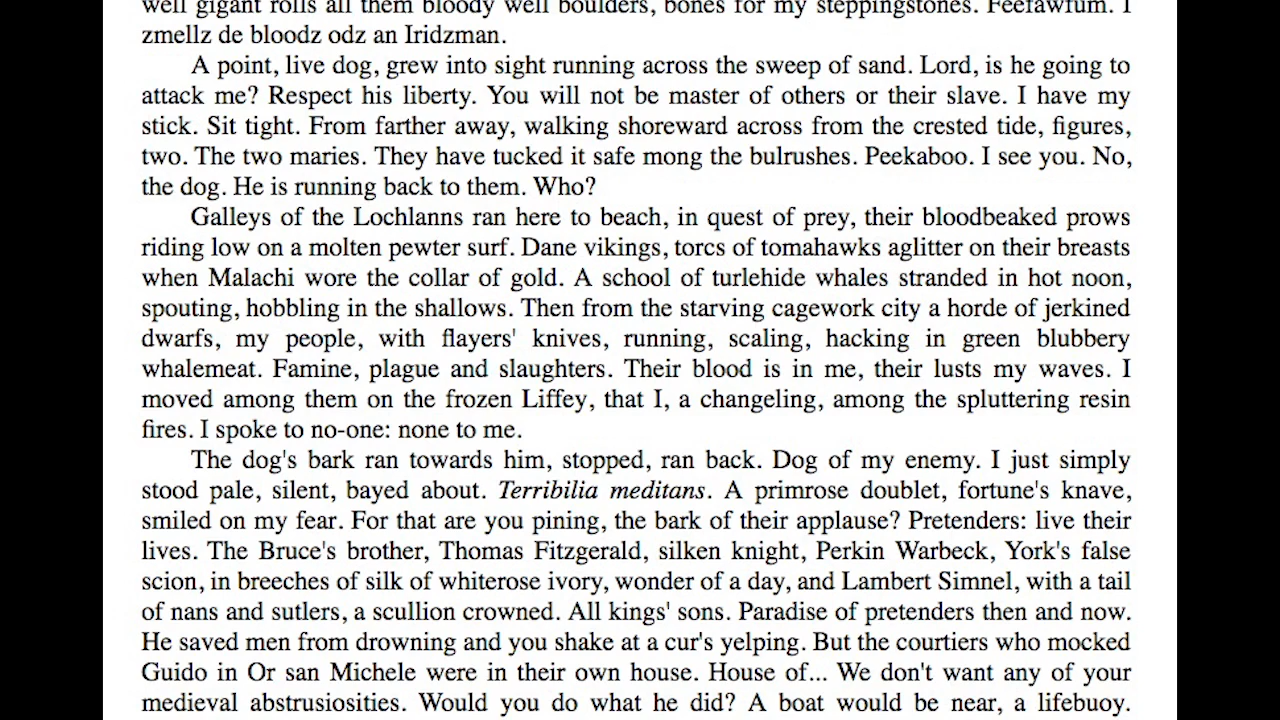 well gigant rolls all them bloody well boulders, bones for my steppingstones. Feefawfum. I
zmellz de bloodz odz an Iridzman.
A point, live dog, grew into sight running across the sweep of sand. Lord, is he going to
attack me? Respect his liberty. You will not be master of others or their slave. I have my
stick. Sit tight. From farther away, walking shoreward across from the crested tide, figures,
two. The two maries. They have tucked it safe mong the bulrushes. Peekaboo. I see you. No,
the dog. He is running back to them. Who?
Galleys of the Lochlanns ran here to beach, in quest of prey, their bloodbeaked prows
riding low on a molten pewter surf. Dane vikings, torcs of tomahawks aglitter on their breasts
when Malachi wore the collar of gold. A school of turlehide whales stranded in hot noon,
spouting, hobbling in the shallows. Then from the starving cagework city a horde of jerkined
dwarfs, my people, with flayers' knives, running, scaling, hacking in green blubbery
whalemeat. Famine, plague and slaughters. Their blood is in me, their lusts my waves. I
moved among them on the frozen Liffey, that I, a changeling, among the spluttering resin
fires. I spoke to no-one: none to me.
The dog's bark ran towards him, stopped, ran back. Dog of my enemy. I just simply
stood pale, silent, bayed about. Terribilia meditans. A primrose doublet, fortune's knave,
smiled on my fear. For that are you pining, the bark of their applause? Pretenders: live their
lives. The Bruce's brother, Thomas Fitzgerald, silken knight, Perkin Warbeck, York's false
scion, in breeches of silk of whiterose ivory, wonder of a day, and Lambert Simnel, with a tail
of nans and sutlers, a scullion crowned. All kings' sons. Paradise of pretenders then and now.
He saved men from drowning and you shake at a cur's yelping. But the courtiers who mocked
Guido in Or san Michele were in their own house. House of... We don't want any of your
medieval abstrusiosities. Would you do what he did? A boat would be near, a lifebuoy.